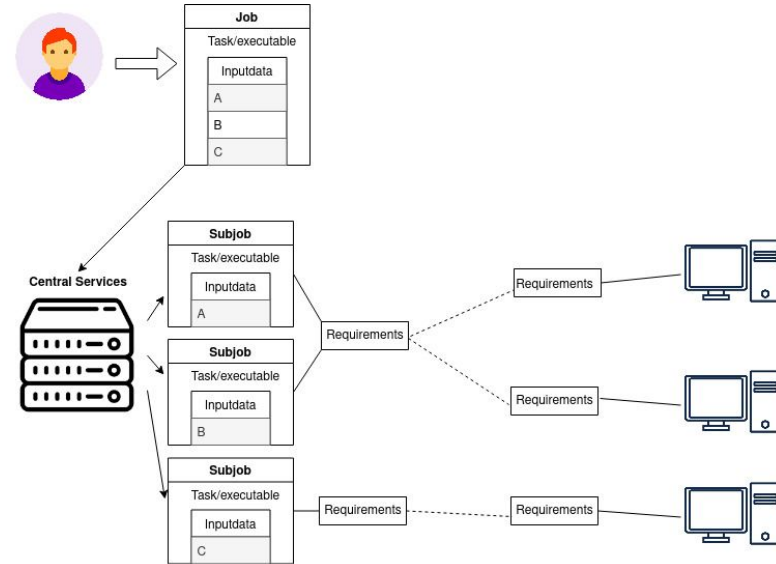 Job
Task/executable
Inputdata
A
B
C
Central Services
Subjob
Task/executable
Inputdata
A
Subjob
Task/executable
Inputdata
B
Subjob
Task/executable
Inputdata
C
Requirements
Requirements
Requirements
Requirements
Requirements